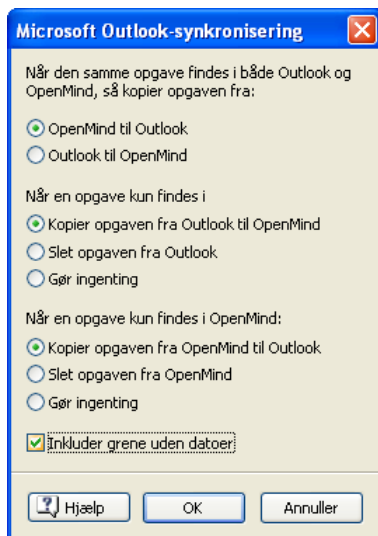 Microsoft Outlook-synkronisering
Når den samme opgave findes i både Outlook og
OpenMind, så kopier opgaven fra:
OpenMind til Outlook
Outlook til OpenMind
Når en opgave kun findes i
Kopier opgaven fra Outlook til OpenMind
Slet opgaven fra Outlook
Gør ingenting
Når en opgave kun findes i OpenMind:
Kopier opgaven fra OpenMind til Outlook
Slet opgaven fra OpenMind
Gør ingenting
Inkluder grene uden datoer
Hjælp
OK
Annuller